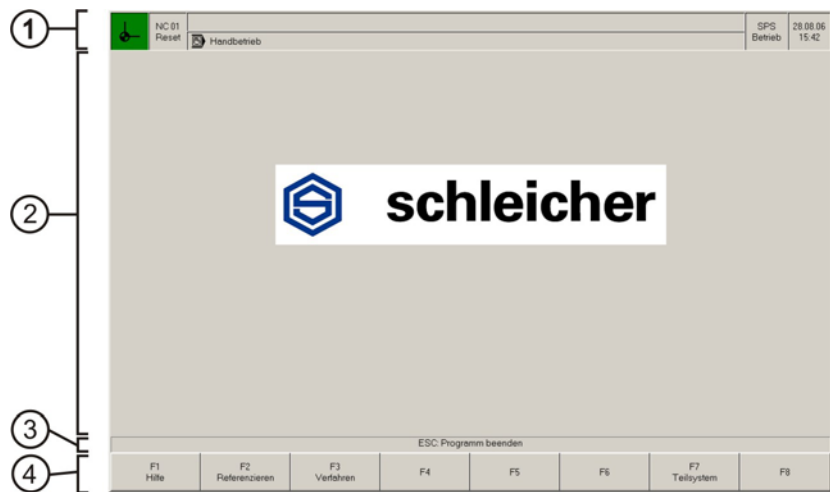 1
NC 01
Reset
Handbetrieb
SPS
Betrieb
28.08.06
15:42
2
schleicher
3
ESC: Programm beenden
4
F1
Hilfe
F2
Referenzieren
F3
Verfahren
F4
F5
F6
F7
Teilsystem
F8